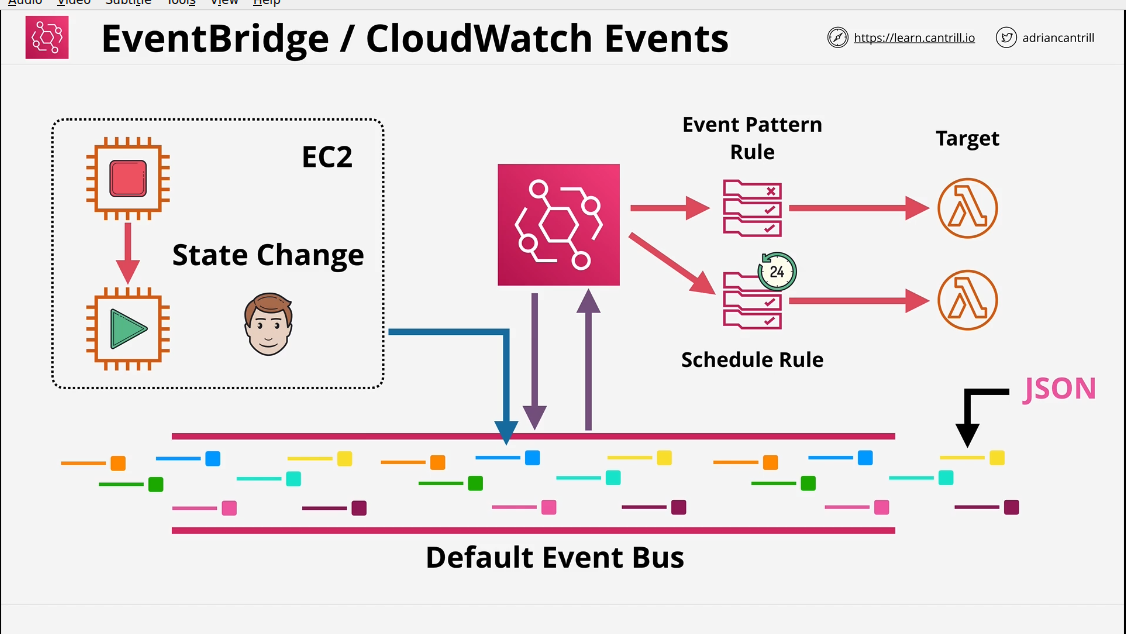 Audio Video Subtitle Tools View Help
EventBridge / CloudWatch Events
https://learn.cantrill.io
adriancantrill
EC2
State Change
Event Pattern
Rule
Target
24
Schedule Rule
JSON
Default Event Bus